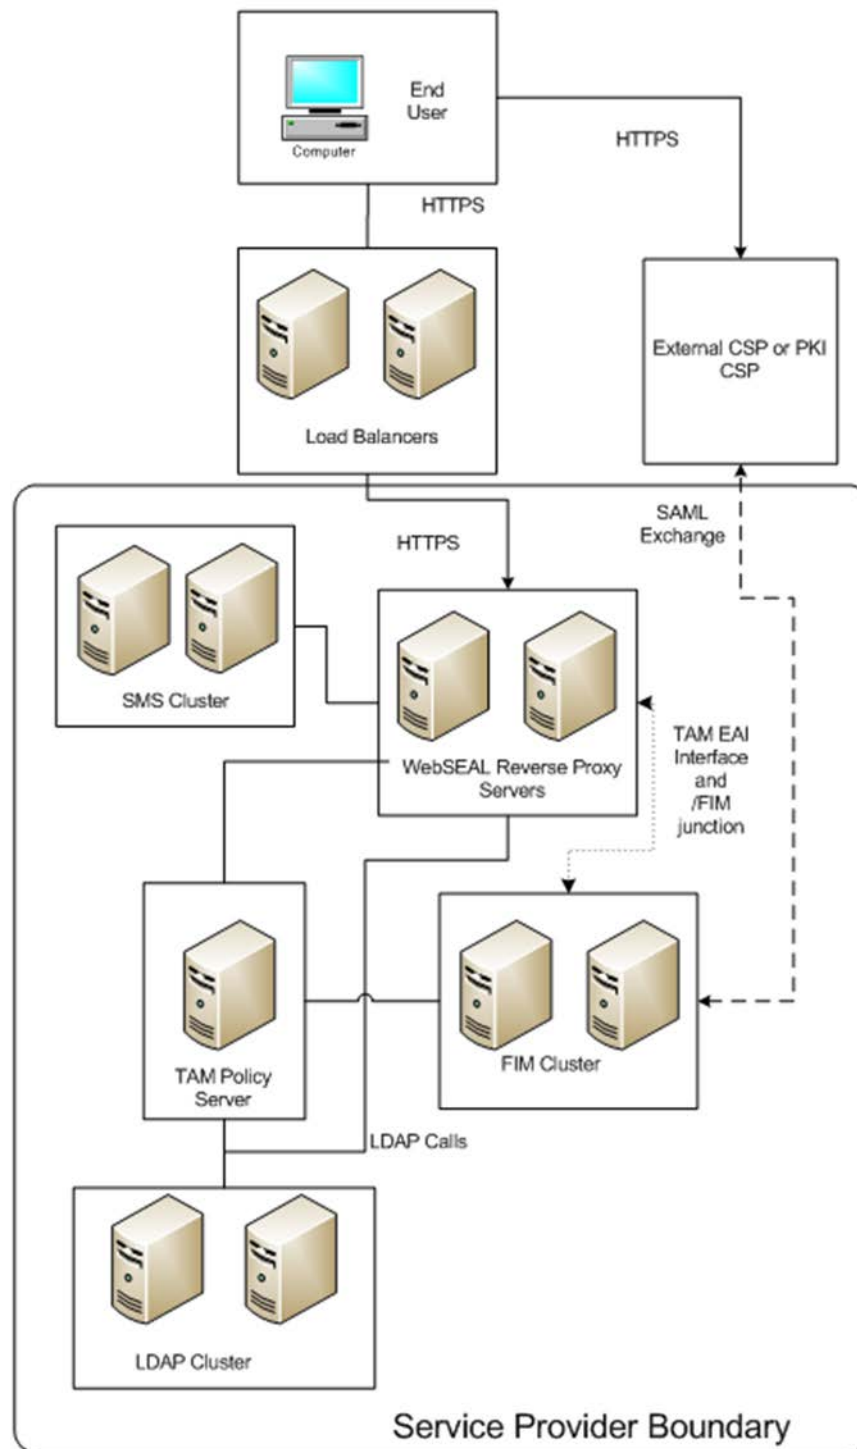 End
User
Computer
HTTPS
HTTPS
External CSP or PKI
CSP
Load Balancers
SAML
Exchange
HTTPS
SMS Cluster
WebSEAL Reverse Proxy
Servers
TAM EAI
Interface
and
/FIM
junction
TAM Policy
Server
FIM Cluster
LDAP Calls
LDAP Cluster
Service Provider Boundary